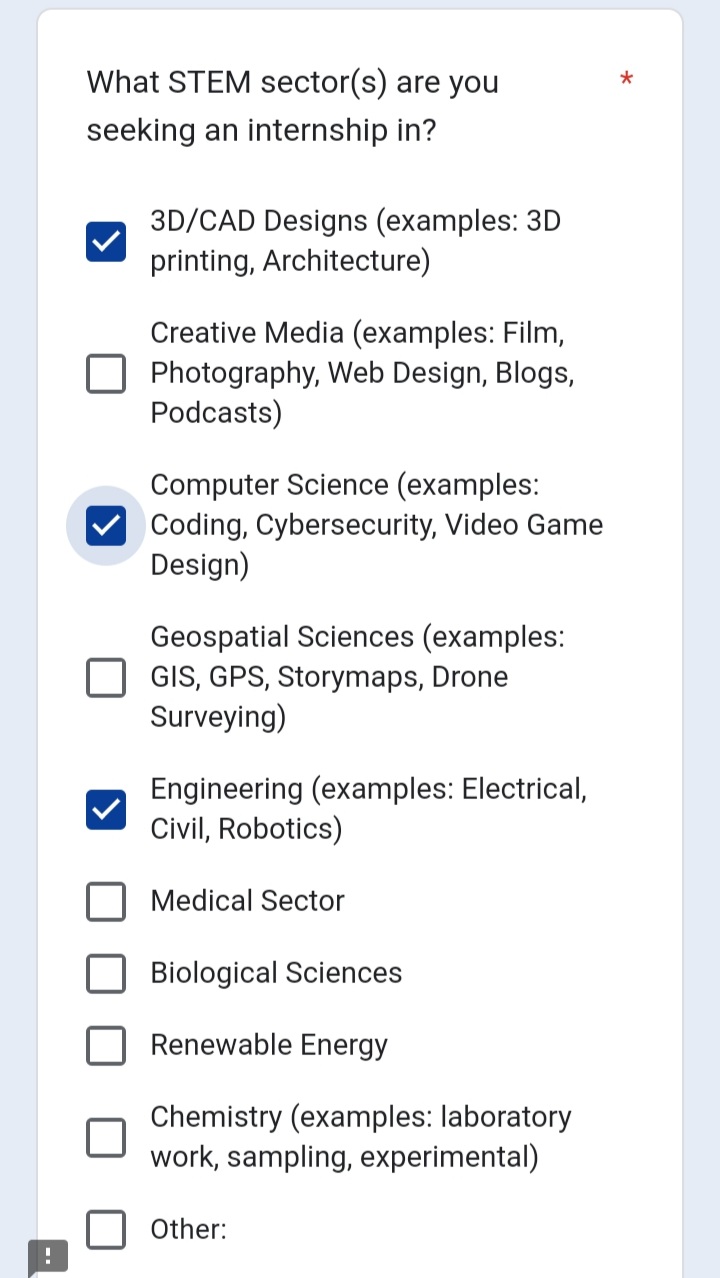 What STEM sector(s) are you *
seeking an internship in?
3D/CAD Designs (examples: 3D
printing, Architecture)
Creative Media (examples: Film,
Photography, Web Design, Blogs,
Podcasts)
Computer Science (examples:
Coding, Cybersecurity, Video Game
Design)
Geospatial Sciences (examples:
GIS, GPS, Storymaps, Drone
Surveying)
Engineering (examples: Electrical,
Civil, Robotics)
Medical Sector
Biological Sciences
Renewable Energy
Chemistry (examples: laboratory
work, sampling, experimental)
Other:
!